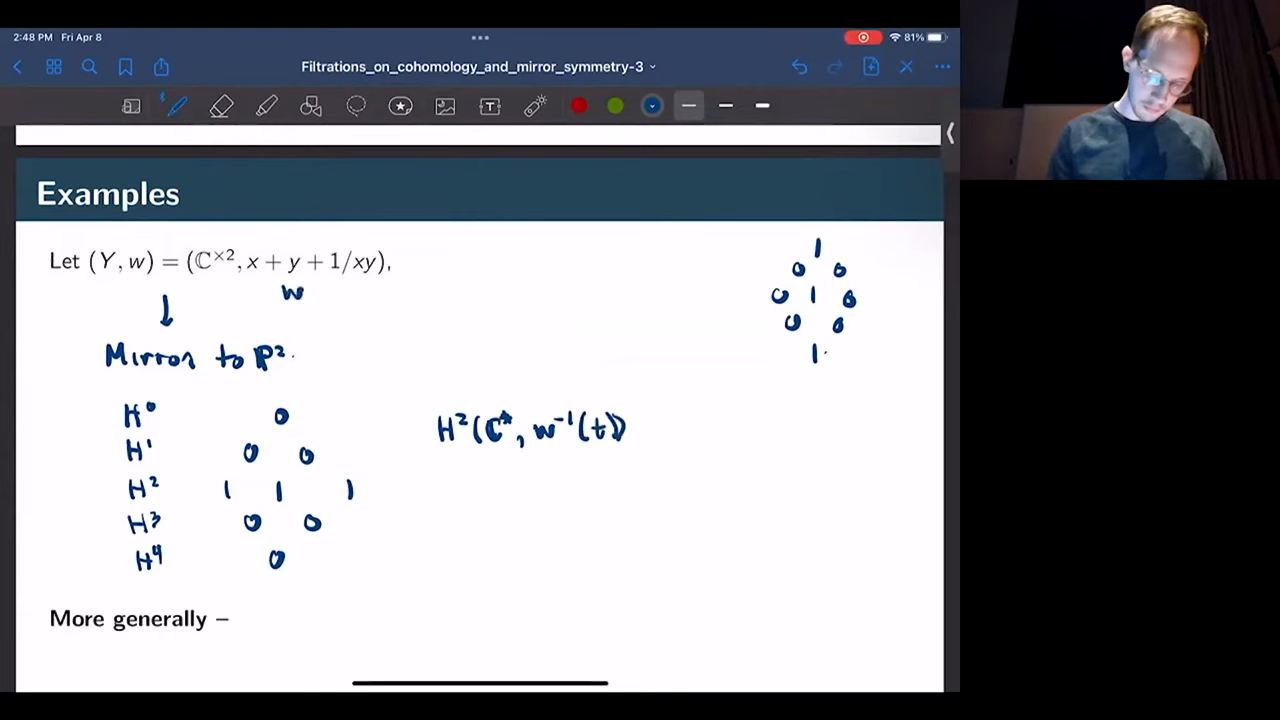 2:48 PM Fri Apr 8
81%
Filtrations_on_cohomology_and_mirror_symmetry-3
Examples
Let (Y, w) = (ℂ^{×2}, x + y + 1/xy),
w
Mirror to P².
1
0 0
0 1 0
0 0
1.
H⁰ 0
H¹ 0 0
H² 1 1 1
H³ 0 0
H⁴ 0
H²(ℂ*, w⁻¹(t))
More generally –